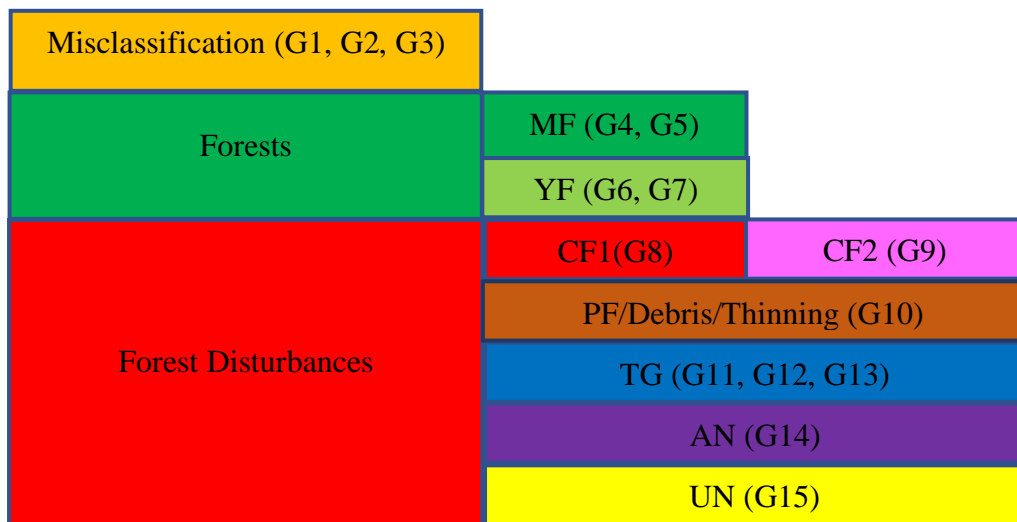 Misclassification (G1, G2, G3)
Forests
MF (G4, G5)
YF (G6, G7)
Forest Disturbances
CF1(G8)
CF2 (G9)
PF/Debris/Thinning (G10)
TG (G11, G12, G13)
AN (G14)
UN (G15)